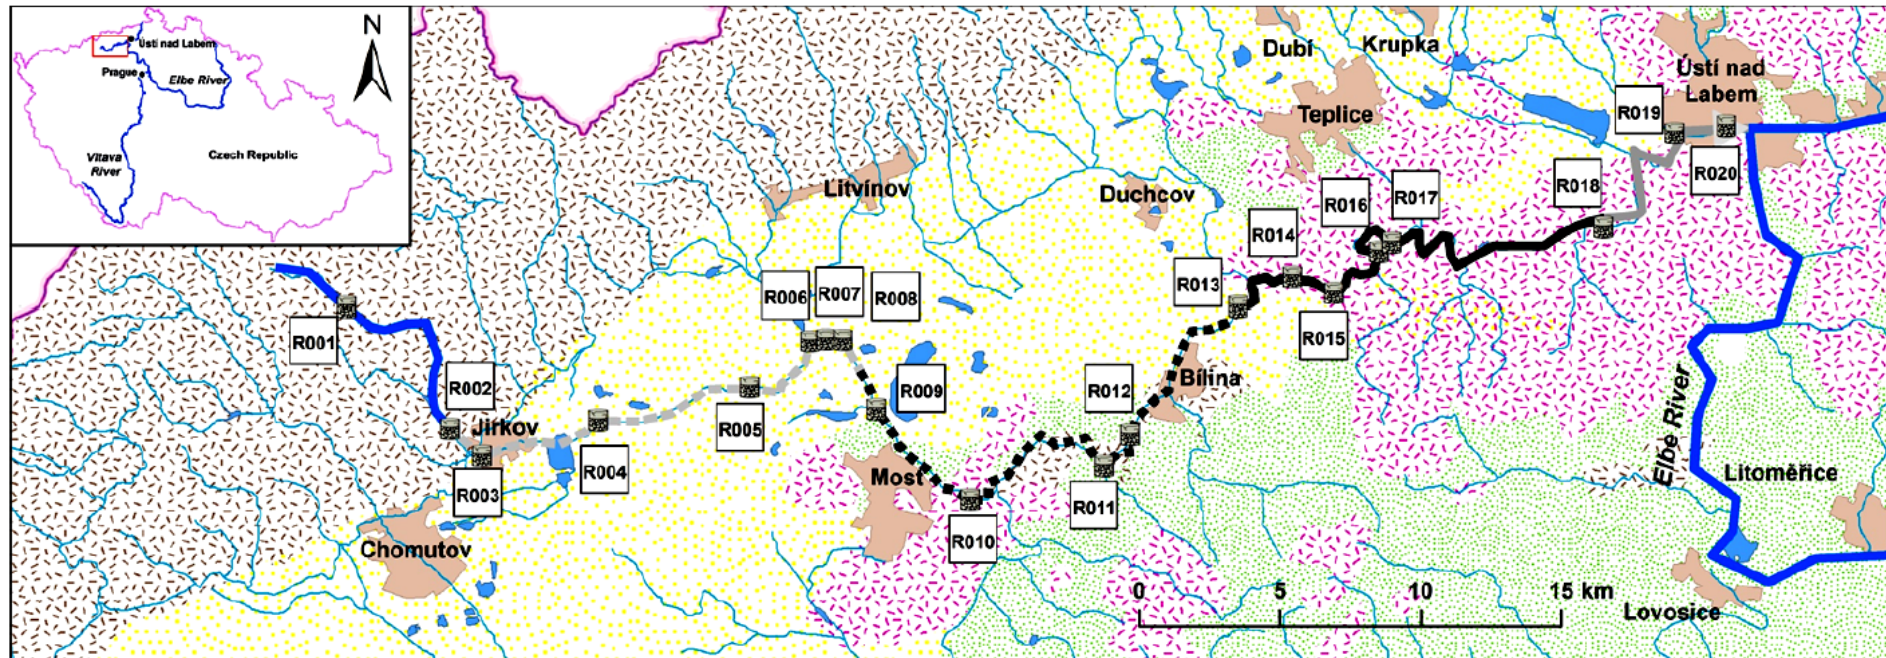 Ústí nad Labem
Prague
Elbe River
Vltava
River
Czech Republic
N
Dubí
Krupka
Ústí nad
Labem
Teplice
Litvínov
Duchcov
R019
R020
R018
R017
R016
R014
R013
R015
R006
R007
R008
R001
R002
Jirkov
R003
R004
R005
R009
Most
R010
R011
R012
Bílina
Chomutov
Elbe River
Litoměřice
Lovosice
0 5 10 15 km